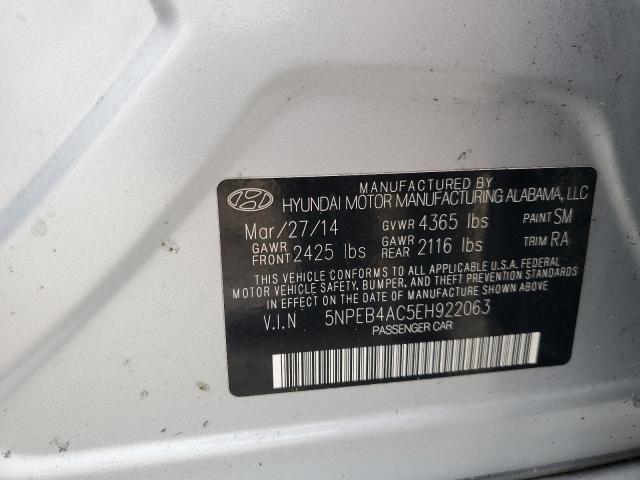 MANUFACTURED BY
HYUNDAI MOTOR MANUFACTURING ALABAMA, LLC
Mar/27/14 GVWR 4365 lbs PAINT SM
GAWR FRONT 2425 lbs GAWR REAR 2116 lbs TRIM RA
THIS VEHICLE CONFORMS TO ALL APPLICABLE U.S.A. FEDERAL
MOTOR VEHICLE SAFETY, BUMPER, AND THEFT PREVENTION STANDARDS
IN EFFECT ON THE DATE OF MANUFACTURE SHOWN ABOVE.
V.I.N 5NPEB4AC5EH922063
PASSENGER CAR